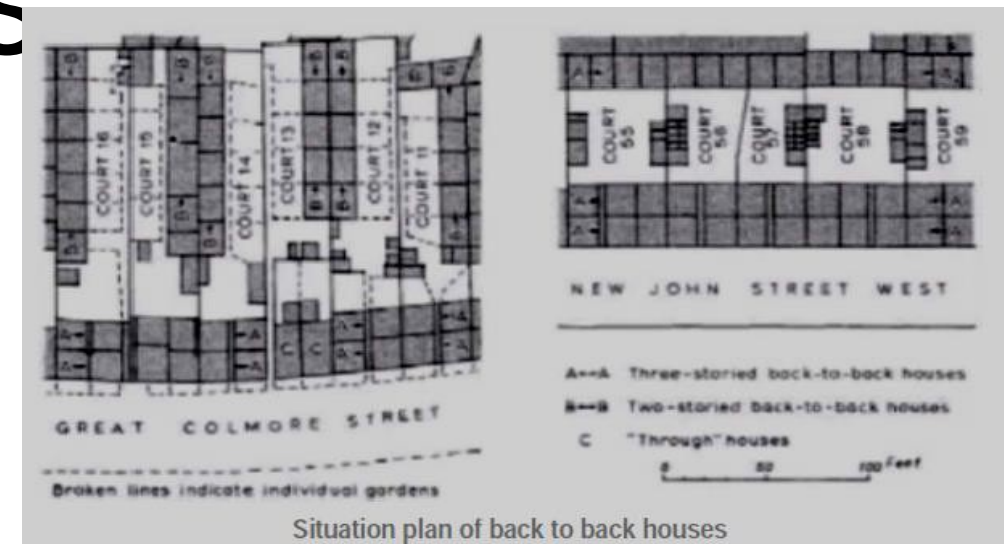 S
B B B B B
COURT 16
COURT 15
COURT 14
COURT 13
COURT 12
COURT 11
B B B B
A A A A
A C C A A
GREAT COLMORE STREET
Broken lines indicate individual gardens
A A
COURT 55
COURT 56
COURT 57
COURT 58
COURT 59
A A
A A
NEW JOHN STREET WEST
A↔A Three-storied back-to-back houses
B↔B Two-storied back-to-back houses
C "Through" houses
0 50 100 Feet
Situation plan of back to back houses